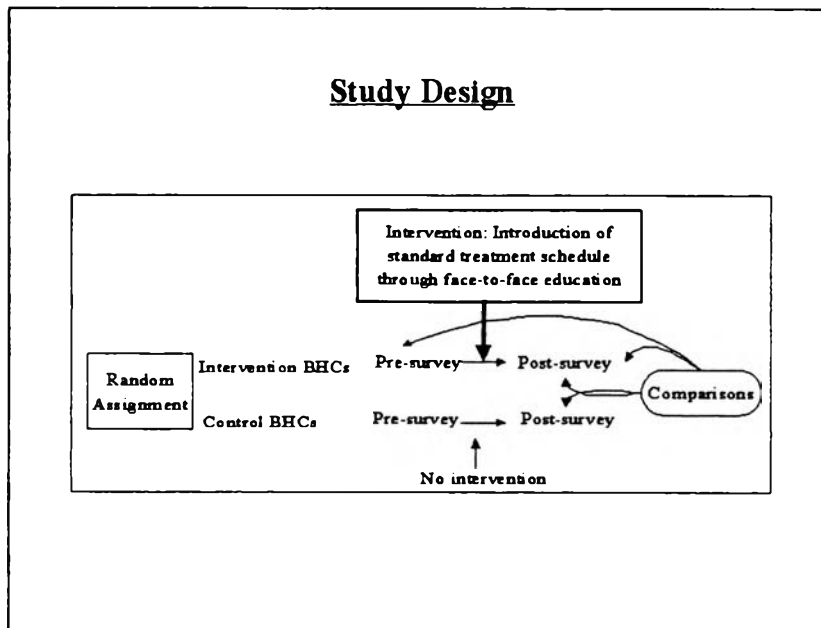 Study Design
Intervention: Introduction of
standard treatment schedule
through face-to-face education
Random
Assignment
Intervention BHCs
Pre-survey
Post-survey
Comparisons
Control BHCs
Pre-survey
Post-survey
No intervention